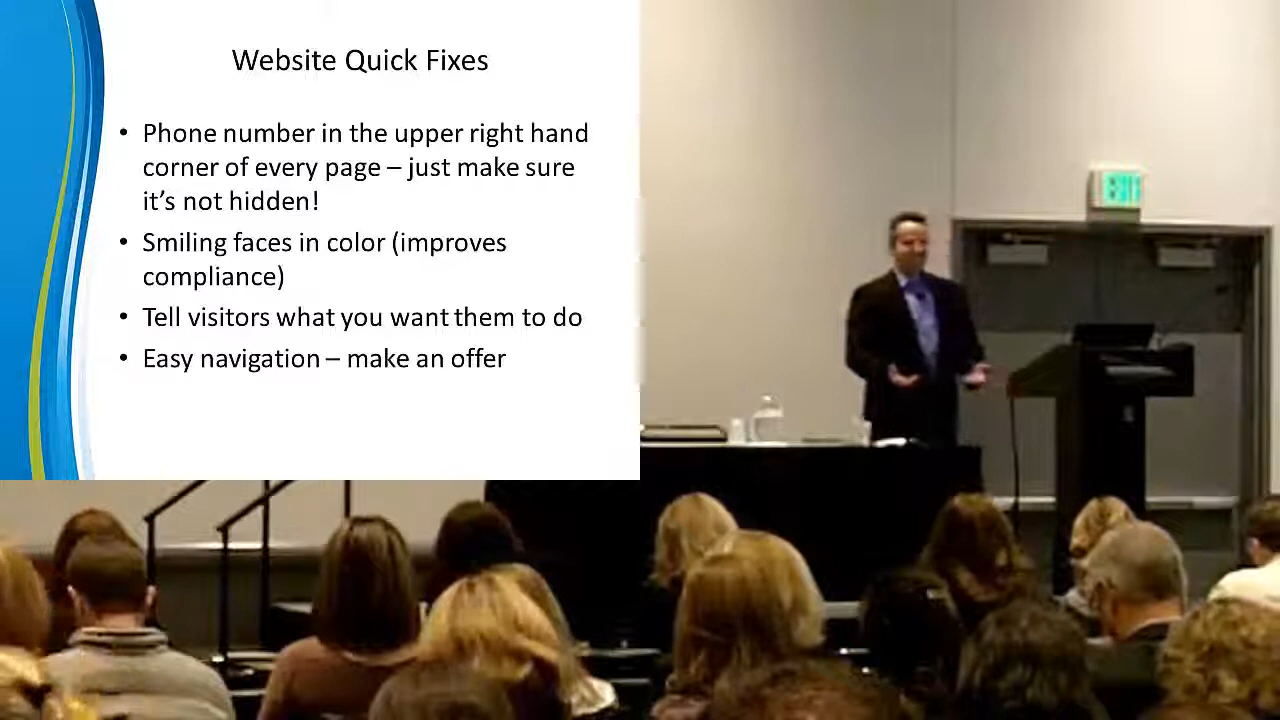 Website Quick Fixes
• Phone number in the upper right hand
corner of every page – just make sure
it's not hidden!
• Smiling faces in color (improves
compliance)
• Tell visitors what you want them to do
• Easy navigation – make an offer
EXIT